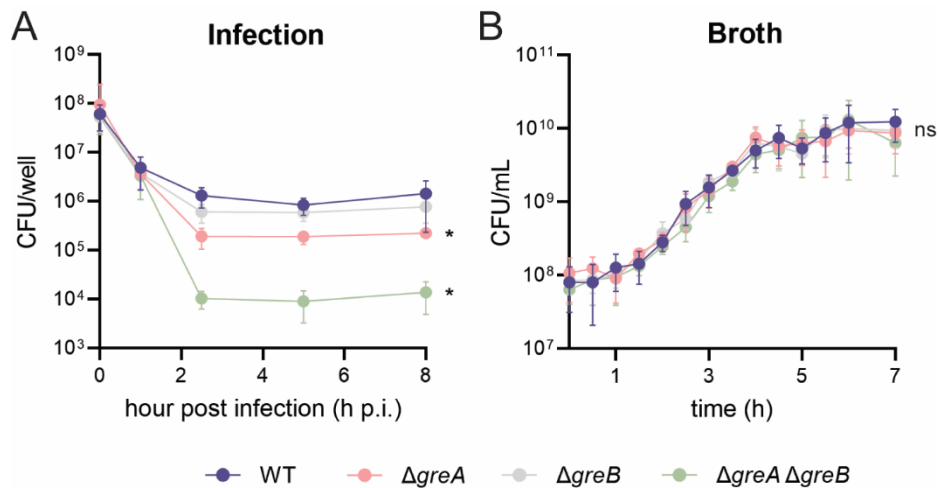 A
Infection
10⁹
10⁸
10⁷
10⁶
10⁵
10⁴
10³
CFU/well
*
*
0 2 4 6 8
hour post infection (h p.i.)
B
Broth
10¹¹
10¹⁰
10⁹
10⁸
10⁷
CFU/mL
ns
1 3 5 7
time (h)
WT ΔgreA ΔgreB ΔgreA ΔgreB